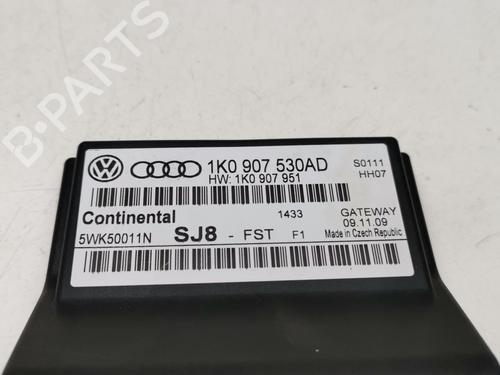 B-PARTS
1K0 907 530AD
S0111
HW: 1K0 907 951
HH07
Continental
1433
GATEWAY
09.11.09
5WK50011N
SJ8 - FST F1
Made in Czech Republic